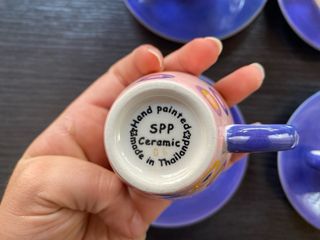 Hand painted
SPP
Ceramic
made in Thailand